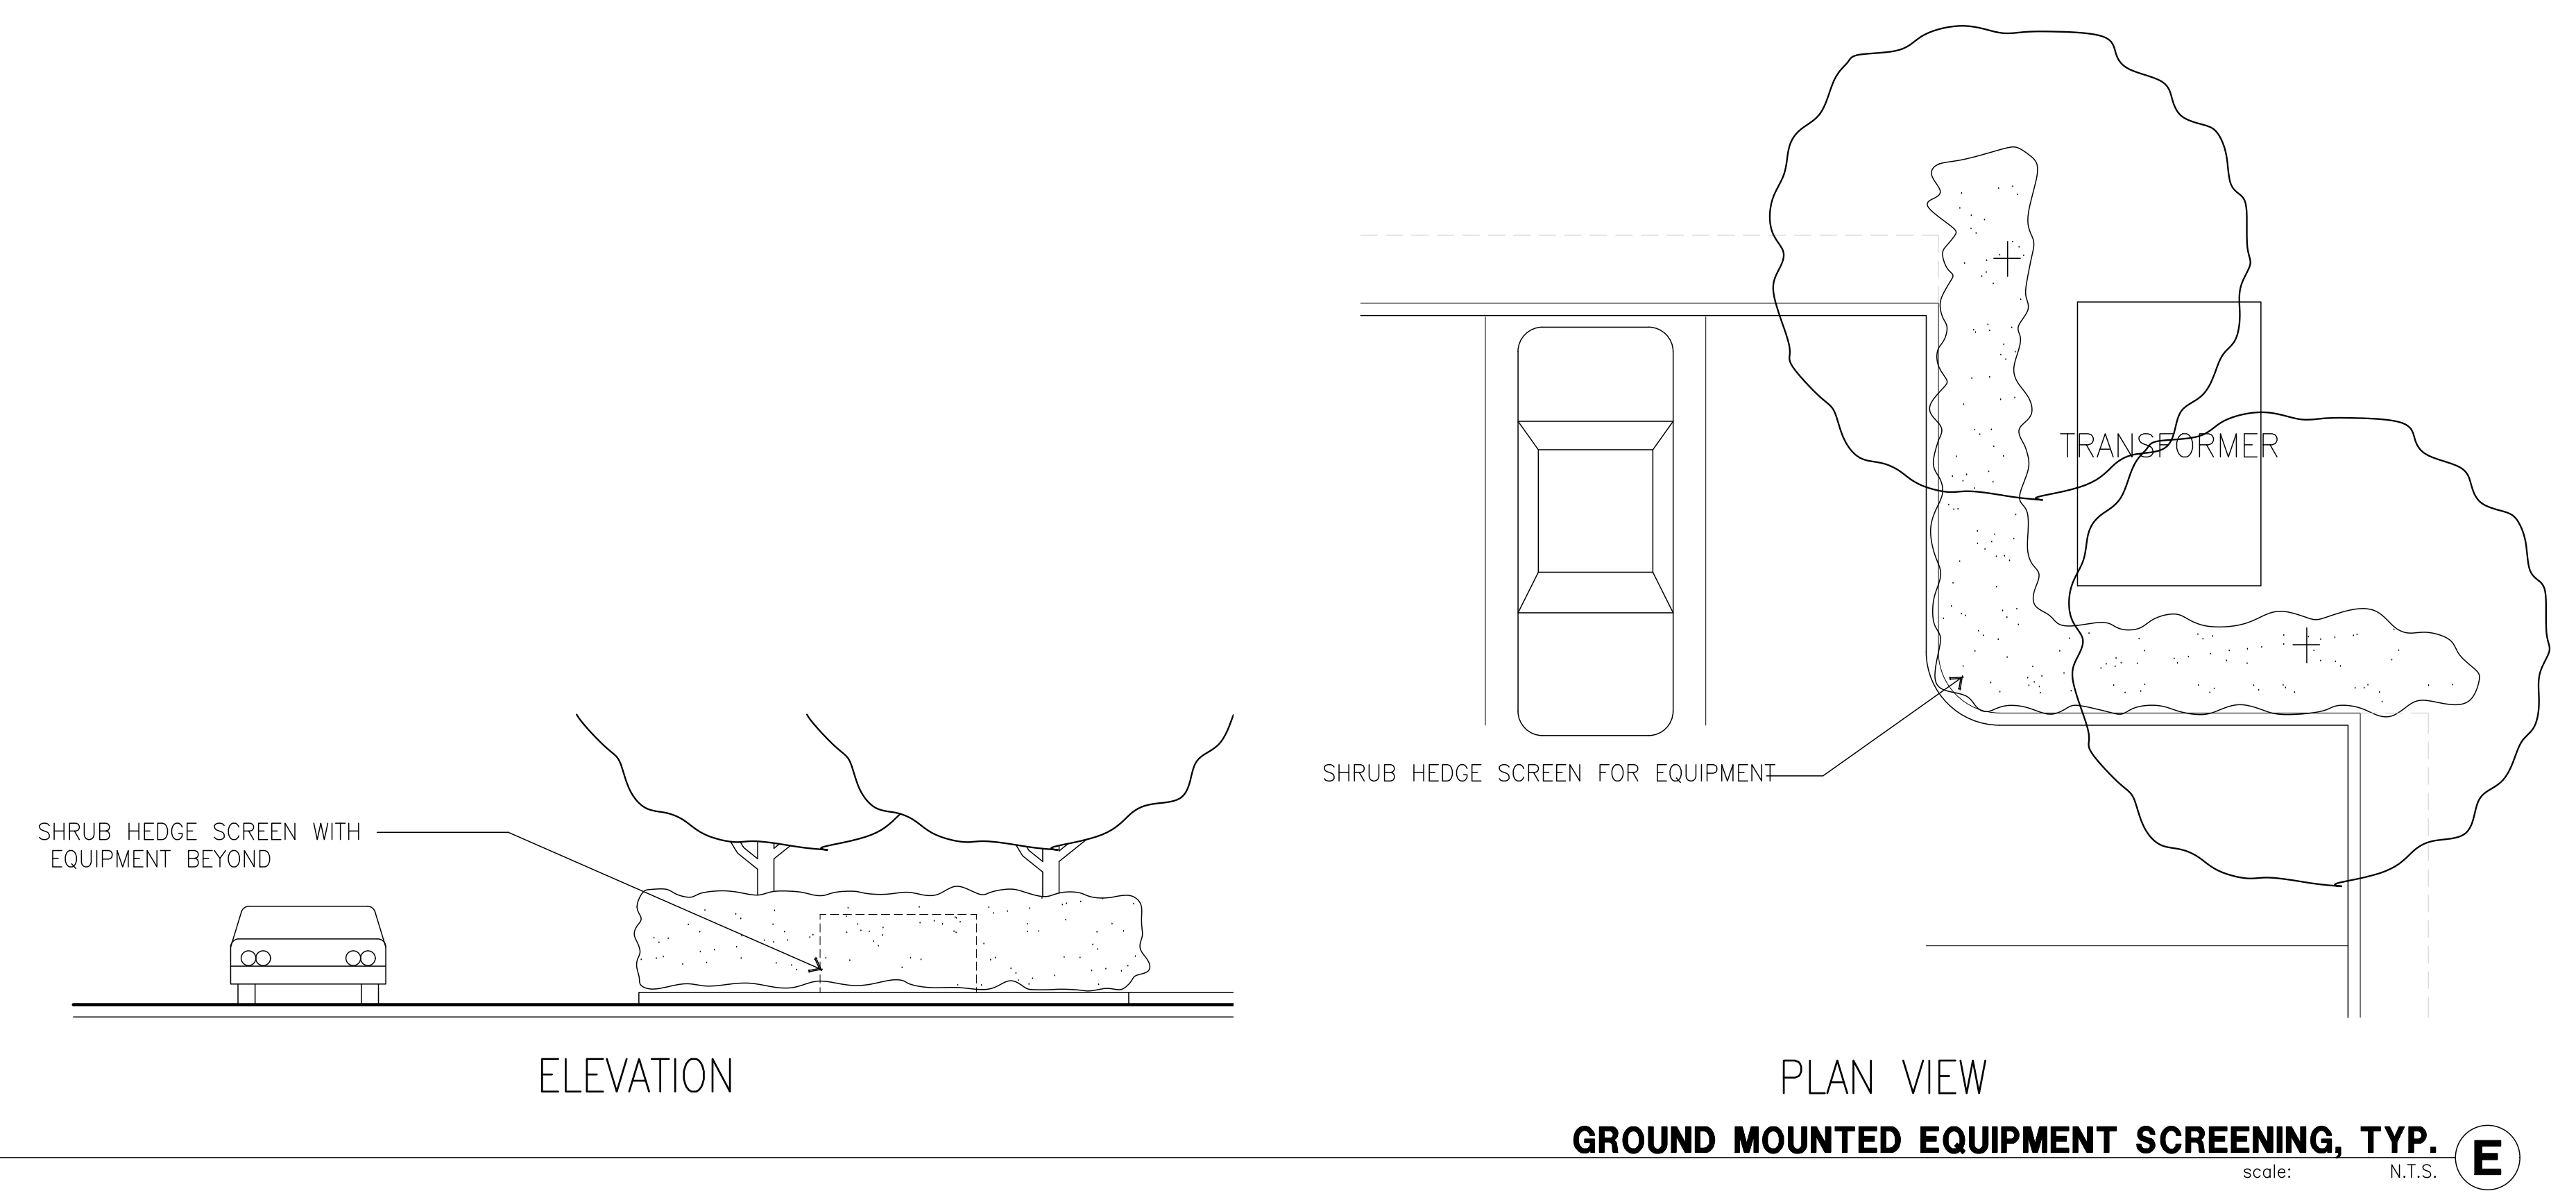 TRANSFORMER
SHRUB HEDGE SCREEN FOR EQUIPMENT
SHRUB HEDGE SCREEN WITH
EQUIPMENT BEYOND
ELEVATION
PLAN VIEW
GROUND MOUNTED EQUIPMENT SCREENING, TYP.
E
scale: N.T.S.